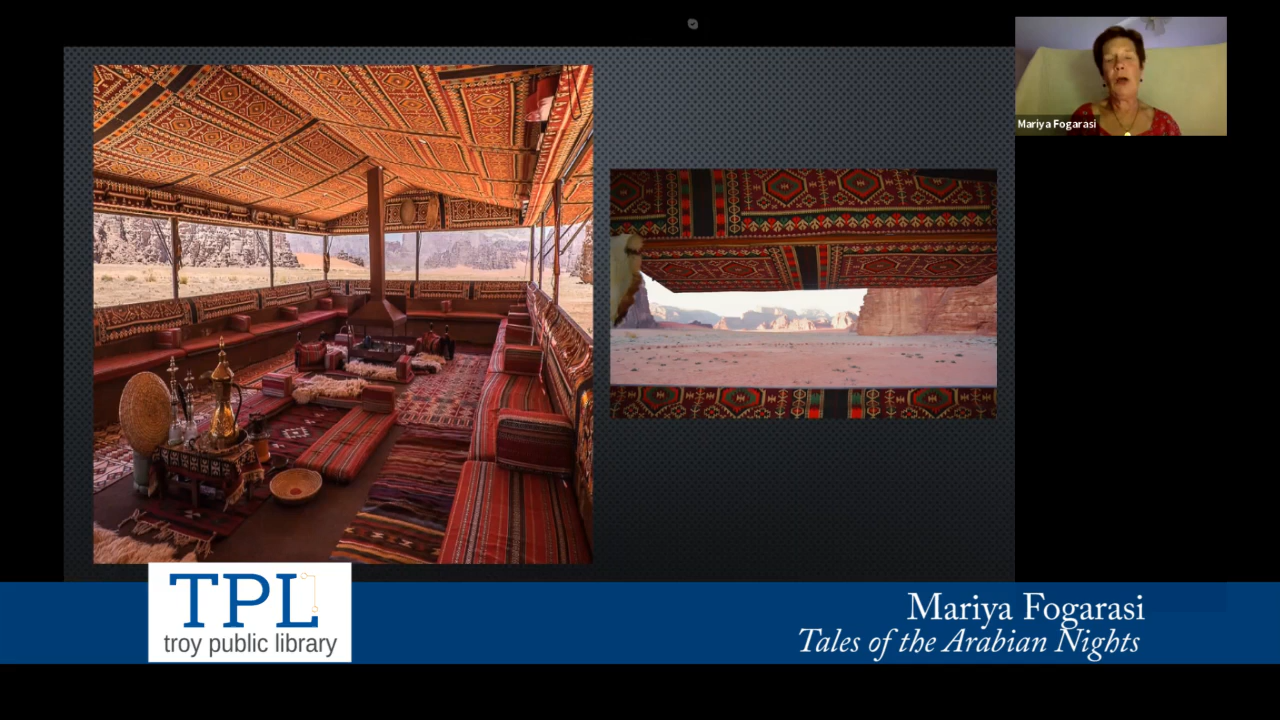 Mariya Fogarasi
TPL
troy public library
Mariya Fogarasi
Tales of the Arabian Nights